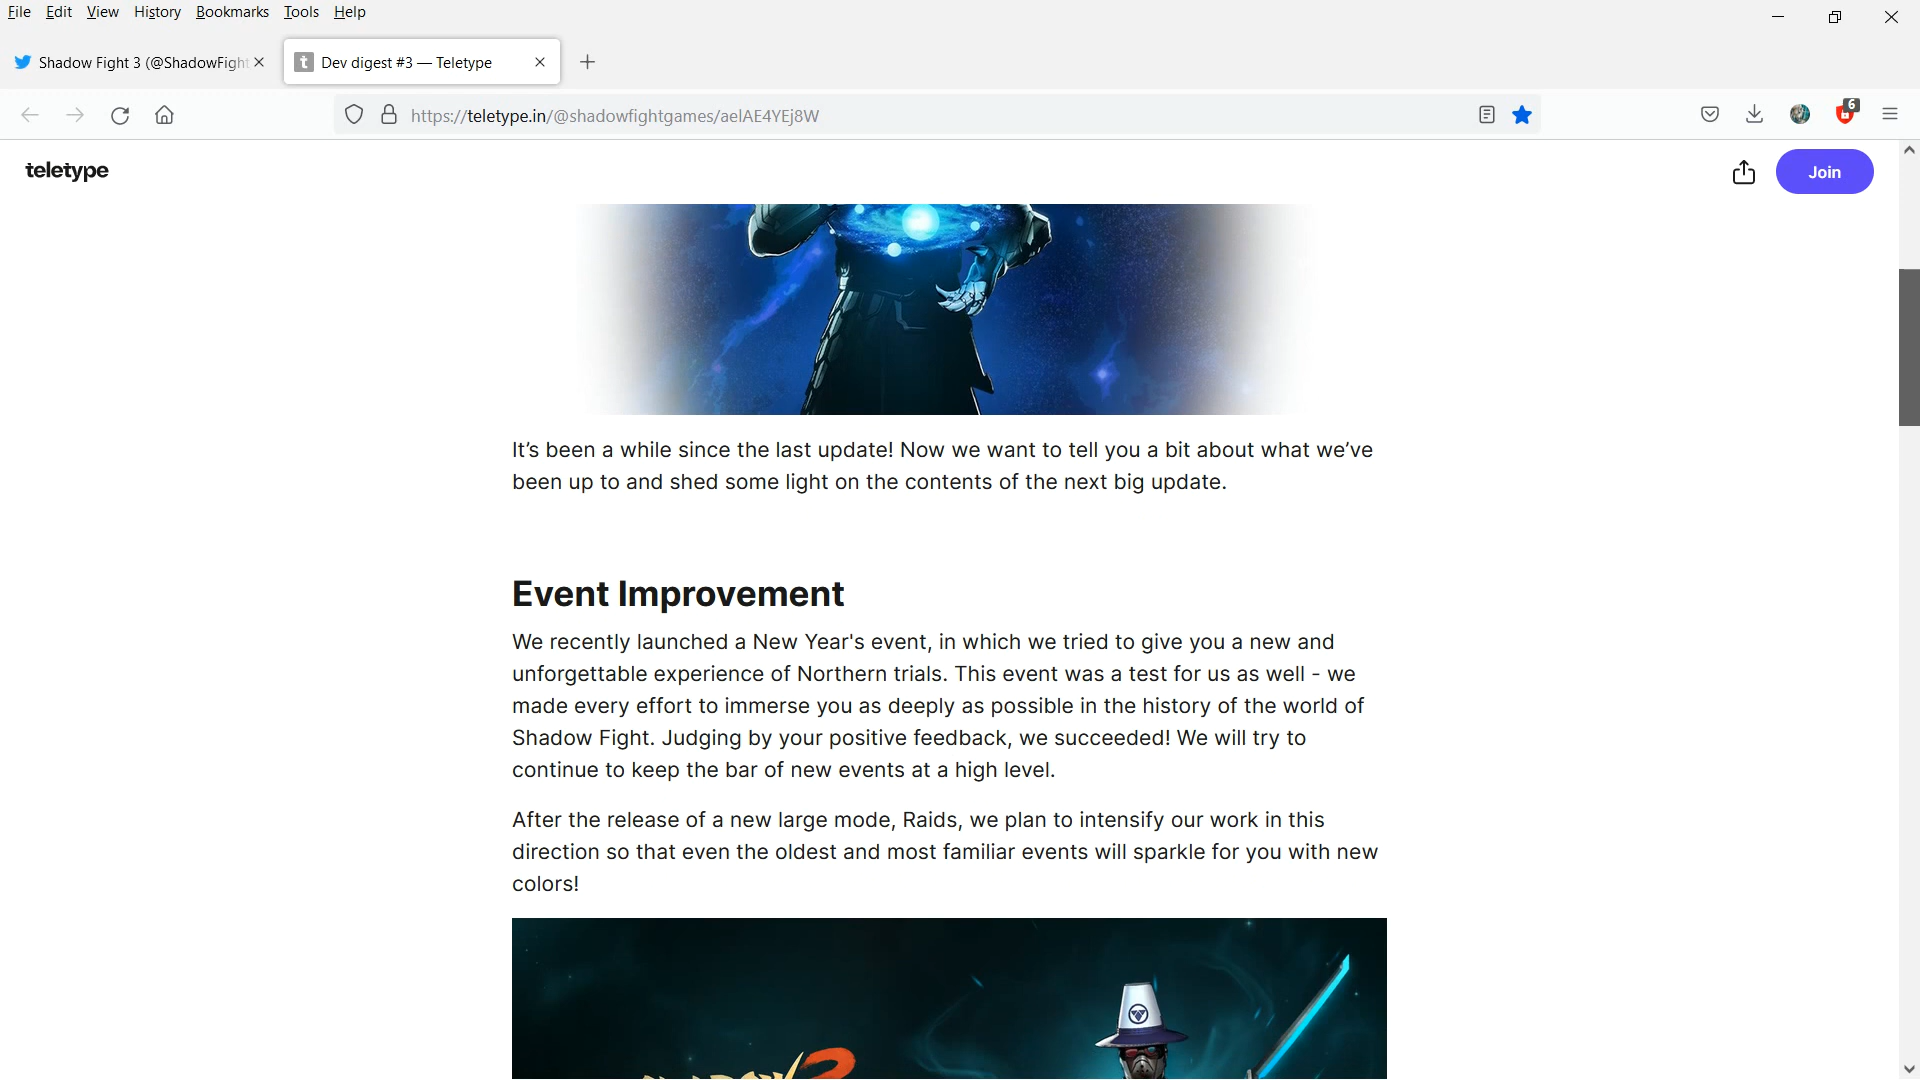 File Edit View History Bookmarks Tools Help
Shadow Fight 3 (@ShadowFight
t Dev digest #3 — Teletype
https://teletype.in/@shadowfightgames/aelAE4YEj8W
6
teletype
Join
It’s been a while since the last update! Now we want to tell you a bit about what we’ve
been up to and shed some light on the contents of the next big update.
Event Improvement
We recently launched a New Year's event, in which we tried to give you a new and
unforgettable experience of Northern trials. This event was a test for us as well - we
made every effort to immerse you as deeply as possible in the history of the world of
Shadow Fight. Judging by your positive feedback, we succeeded! We will try to
continue to keep the bar of new events at a high level.
After the release of a new large mode, Raids, we plan to intensify our work in this
direction so that even the oldest and most familiar events will sparkle for you with new
colors!